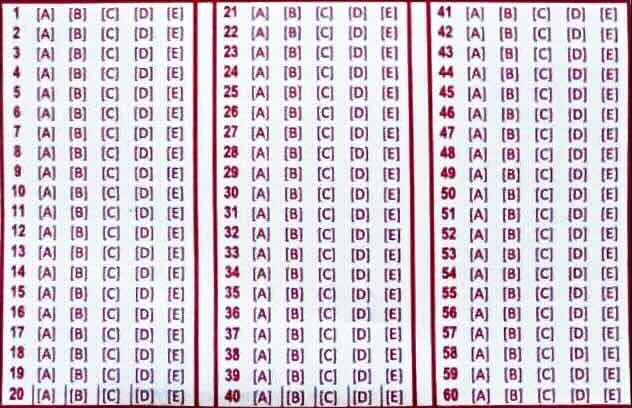 1 [A] [B] [C] [D] [E]
2 [A] [B] [C] [D] [E]
3 [A] [B] [C] [D] [E]
4 [A] [B] [C] [D] [E]
5 [A] [B] [C] [D] [E]
6 [A] [B] [C] [D] [E]
7 [A] [B] [C] [D] [E]
8 [A] [B] [C] [D] [E]
9 [A] [B] [C] [D] [E]
10 [A] [B] [C] [D] [E]
11 [A] [B] [C] [D] [E]
12 [A] [B] [C] [D] [E]
13 [A] [B] [C] [D] [E]
14 [A] [B] [C] [D] [E]
15 [A] [B] [C] [D] [E]
16 [A] [B] [C] [D] [E]
17 [A] [B] [C] [D] [E]
18 [A] [B] [C] [D] [E]
19 [A] [B] [C] [D] [E]
20 [A] [B] [C] [D] [E]
21 [A] [B] [C] [D] [E]
22 [A] [B] [C] [D] [E]
23 [A] [B] [C] [D] [E]
24 [A] [B] [C] [D] [E]
25 [A] [B] [C] [D] [E]
26 [A] [B] [C] [D] [E]
27 [A] [B] [C] [D] [E]
28 [A] [B] [C] [D] [E]
29 [A] [B] [C] [D] [E]
30 [A] [B] [C] [D] [E]
31 [A] [B] [C] [D] [E]
32 [A] [B] [C] [D] [E]
33 [A] [B] [C] [D] [E]
34 [A] [B] [C] [D] [E]
35 [A] [B] [C] [D] [E]
36 [A] [B] [C] [D] [E]
37 [A] [B] [C] [D] [E]
38 [A] [B] [C] [D] [E]
39 [A] [B] [C] [D] [E]
40 [A] [B] [C] [D] [E]
41 [A] [B] [C] [D] [E]
42 [A] [B] [C] [D] [E]
43 [A] [B] [C] [D] [E]
44 [A] [B] [C] [D] [E]
45 [A] [B] [C] [D] [E]
46 [A] [B] [C] [D] [E]
47 [A] [B] [C] [D] [E]
48 [A] [B] [C] [D] [E]
49 [A] [B] [C] [D] [E]
50 [A] [B] [C] [D] [E]
51 [A] [B] [C] [D] [E]
52 [A] [B] [C] [D] [E]
53 [A] [B] [C] [D] [E]
54 [A] [B] [C] [D] [E]
55 [A] [B] [C] [D] [E]
56 [A] [B] [C] [D] [E]
57 [A] [B] [C] [D] [E]
58 [A] [B] [C] [D] [E]
59 [A] [B] [C] [D] [E]
60 [A] [B] [C] [D] [E]